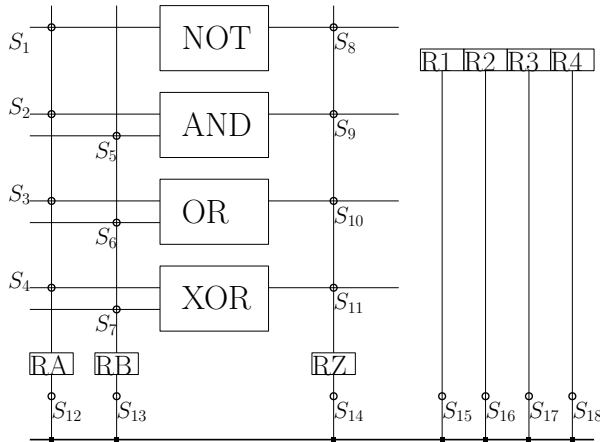 NOT
S₁ S₈
R1 R2 R3 R4
S₂ AND S₉
S₅
S₃ OR S₁₀
S₆
S₄ XOR S₁₁
S₇
RA RB RZ
S₁₂ S₁₃ S₁₄ S₁₅ S₁₆ S₁₇ S₁₈